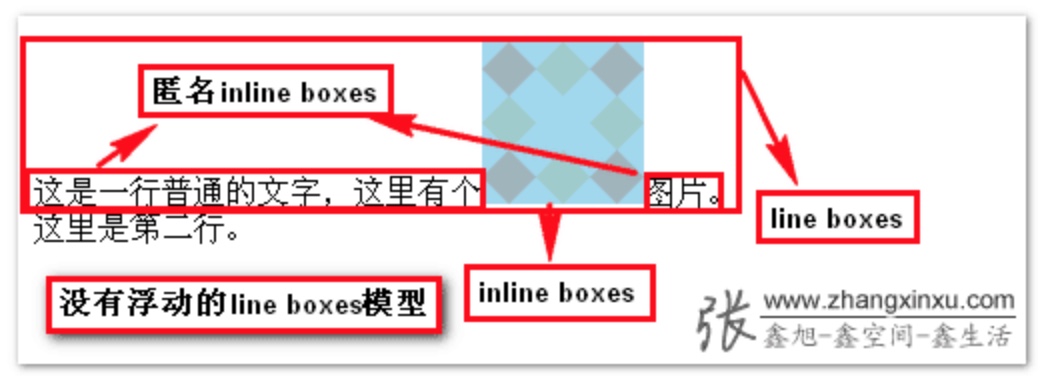 匿名inline boxes
这是一行普通的文字，这里有个
图片。
这里是第二行。
line boxes
inline boxes
没有浮动的line boxes模型
张
www.zhangxinxu.com
鑫旭-鑫空间-鑫生活